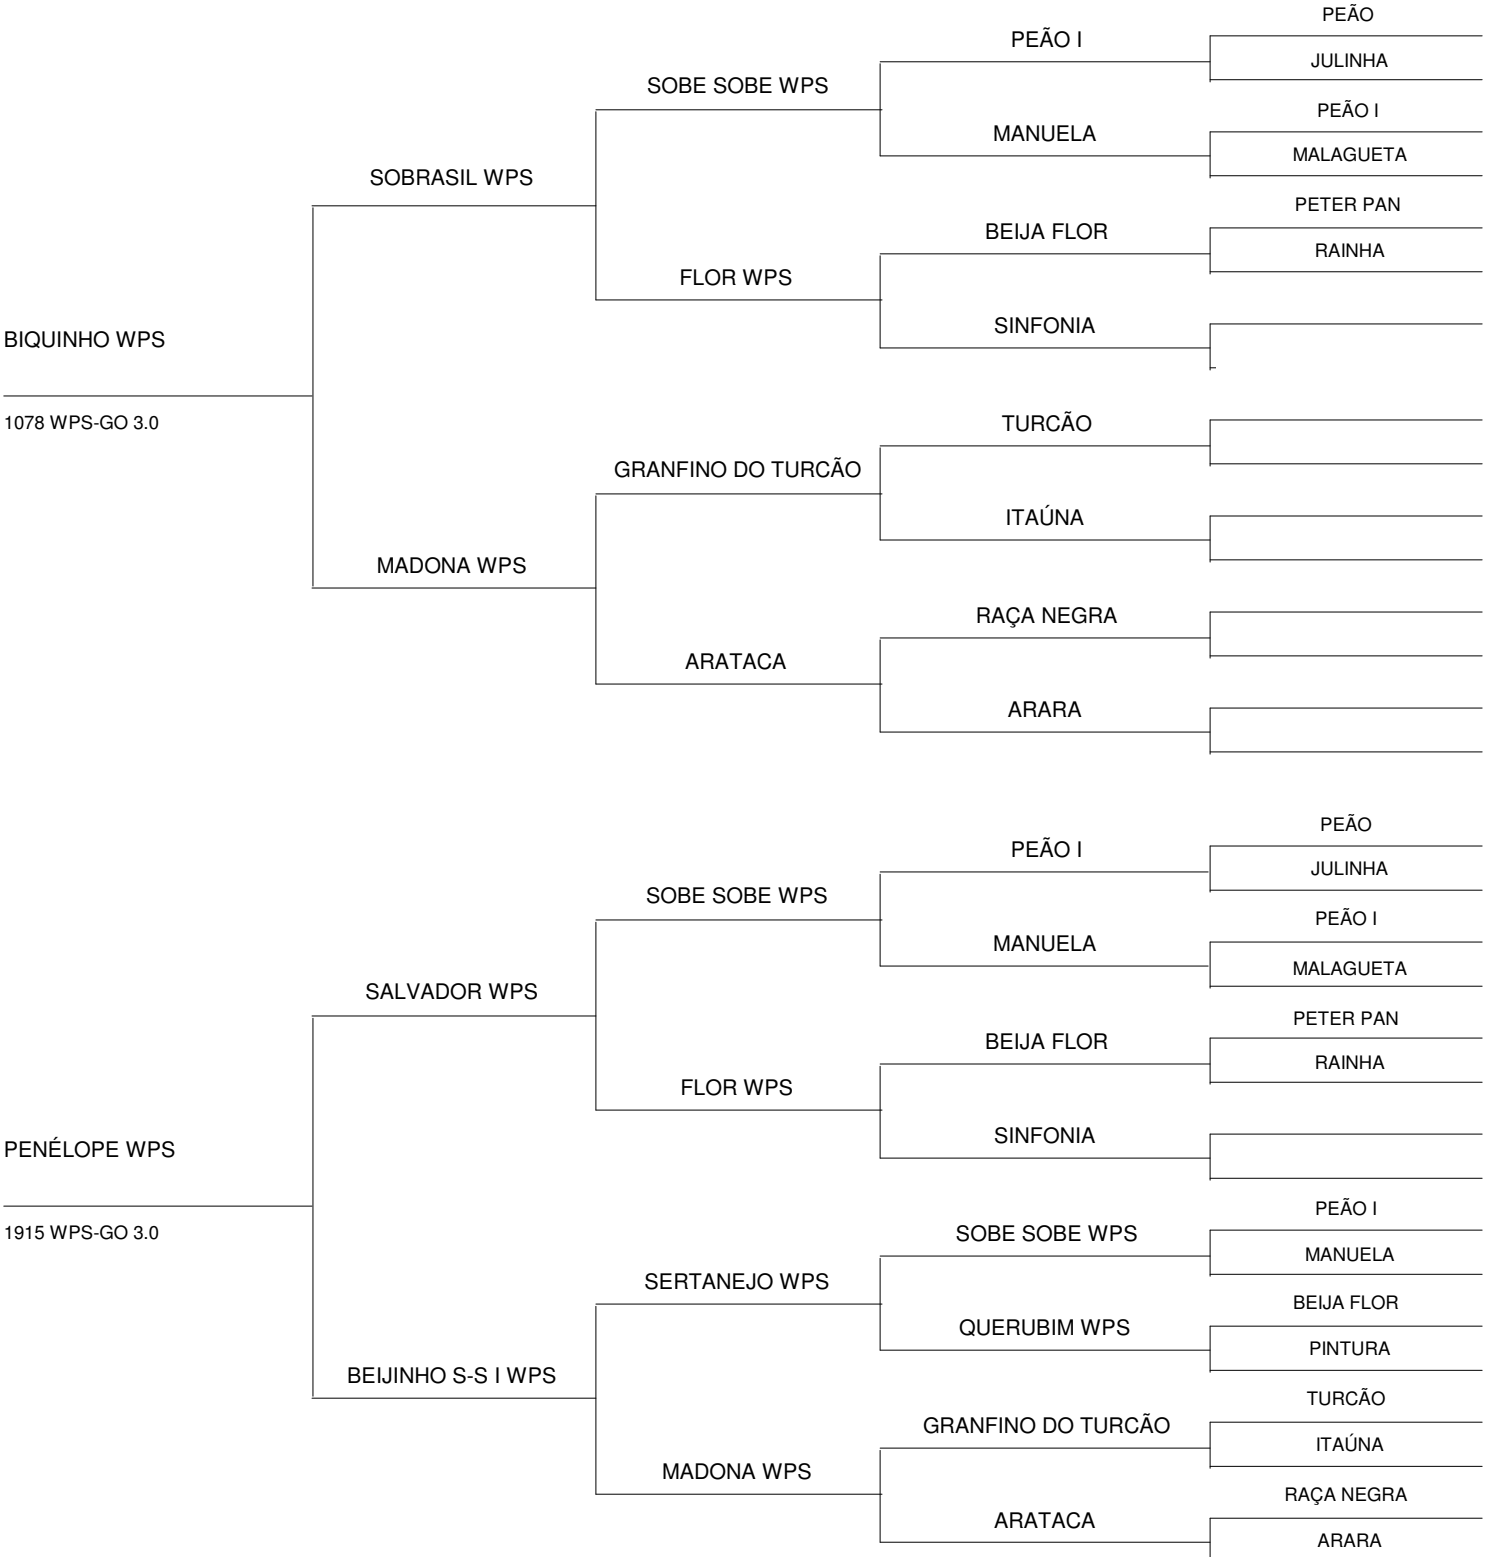 PEÃO
PEÃO I
JULINHA
SOBE SOBE WPS
PEÃO I
MANUELA
MALAGUETA
SOBRASIL WPS
PETER PAN
BEIJA FLOR
RAINHA
FLOR WPS
SINFONIA
BIQUINHO WPS
1078 WPS-GO 3.0
TURCÃO
GRANFINO DO TURCÃO
ITAÚNA
MADONA WPS
RAÇA NEGRA
ARATACA
ARARA
PEÃO
PEÃO I
JULINHA
SOBE SOBE WPS
PEÃO I
MANUELA
MALAGUETA
SALVADOR WPS
PETER PAN
BEIJA FLOR
RAINHA
FLOR WPS
SINFONIA
PENÉLOPE WPS
1915 WPS-GO 3.0
PEÃO I
SOBE SOBE WPS
MANUELA
SERTANEJO WPS
BEIJA FLOR
QUERUBIM WPS
PINTURA
BEIJINHO S-S I WPS
TURCÃO
GRANFINO DO TURCÃO
ITAÚNA
MADONA WPS
RAÇA NEGRA
ARATACA
ARARA